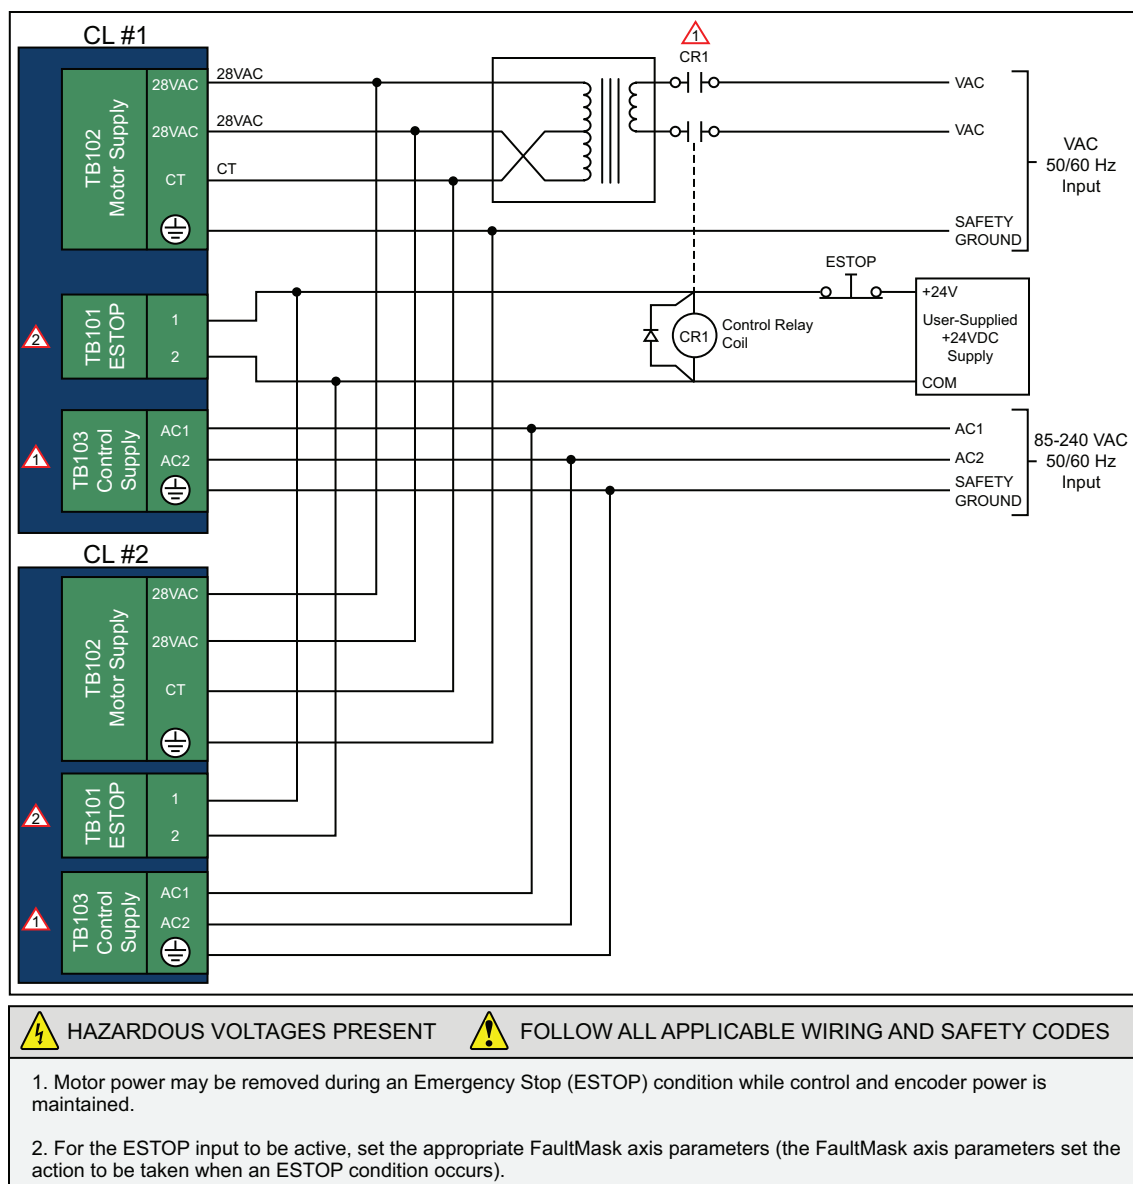 CL #1
TB102
Motor Supply
28VAC
28VAC
CT
28VAC
28VAC
CT
1
CR1
VAC
VAC
SAFETY
GROUND
VAC
50/60 Hz
Input
2
TB101
ESTOP
1
2
ESTOP
CR1
Control Relay
Coil
+24V
User-Supplied
+24VDC
Supply
COM
1
TB103
Control
Supply
AC1
AC2
AC1
AC2
SAFETY
GROUND
85-240 VAC
50/60 Hz
Input
CL #2
TB102
Motor Supply
28VAC
28VAC
CT
2
TB101
ESTOP
1
2
1
TB103
Control
Supply
AC1
AC2
HAZARDOUS VOLTAGES PRESENT
FOLLOW ALL APPLICABLE WIRING AND SAFETY CODES
1. Motor power may be removed during an Emergency Stop (ESTOP) condition while control and encoder power is
maintained.
2. For the ESTOP input to be active, set the appropriate FaultMask axis parameters (the FaultMask axis parameters set the
action to be taken when an ESTOP condition occurs).